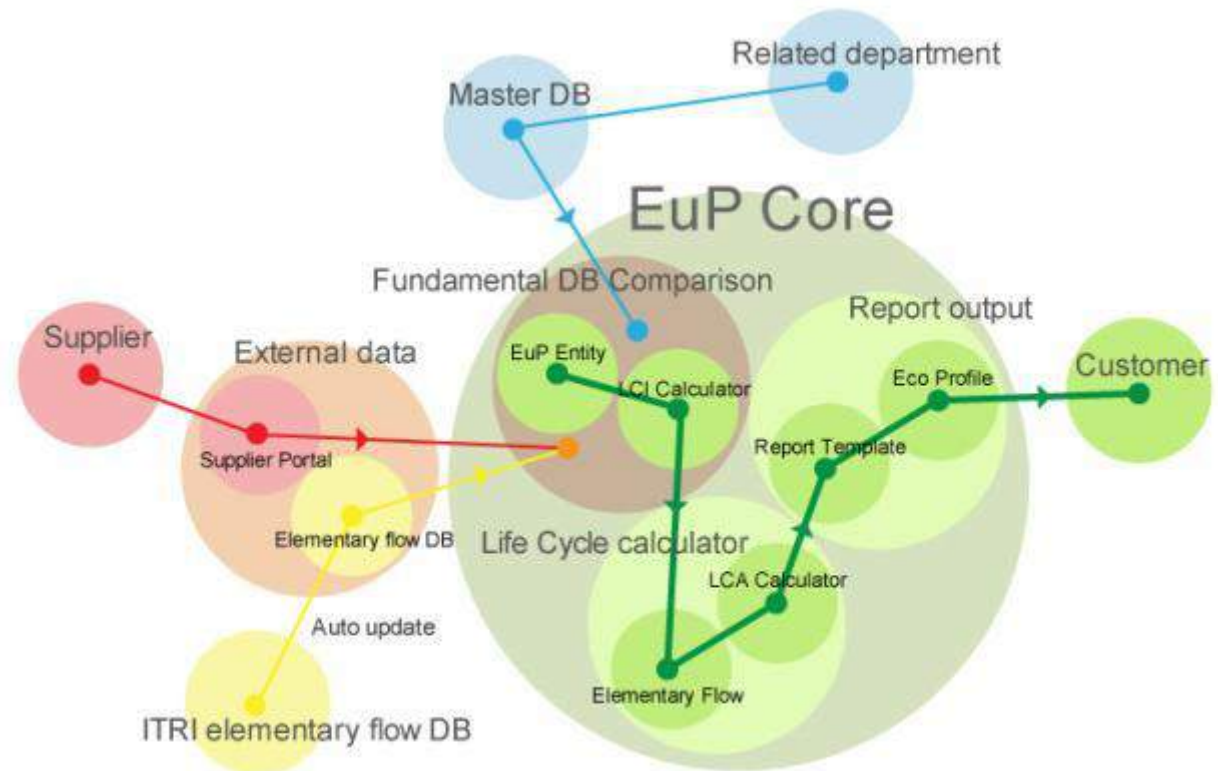 Related department
Master DB
EuP Core
Fundamental DB Comparison
Supplier
External data
EuP Entity
LCI Calculator
Report output
Eco Profile
Customer
Supplier Portal
Report Template
Elementary flow DB
Life Cycle calculator
LCA Calculator
Auto update
Elementary Flow
ITRI elementary flow DB